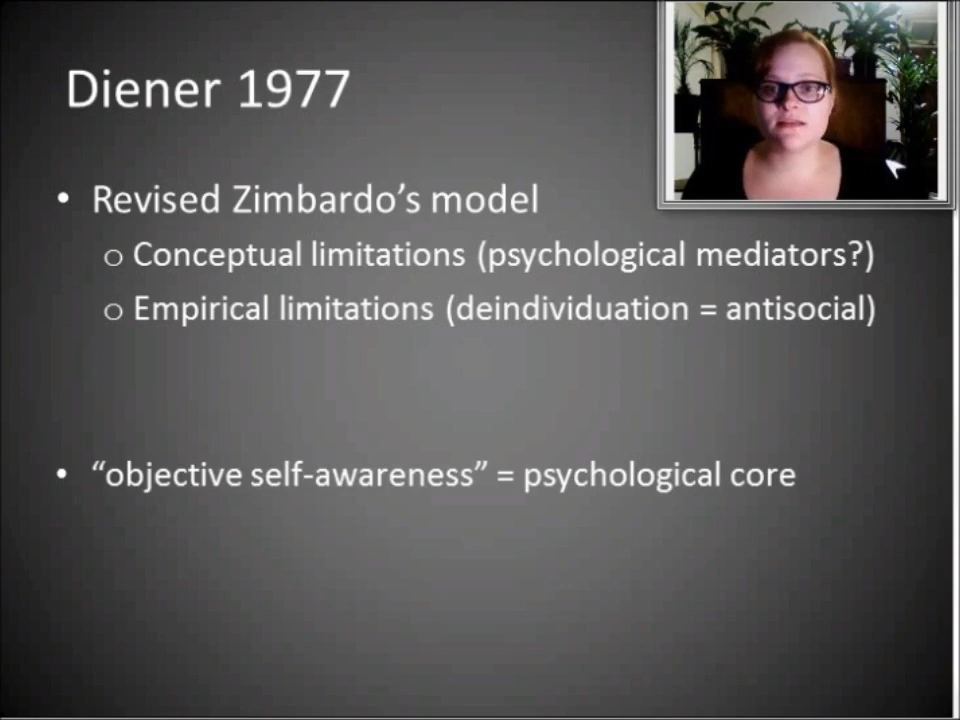 Diener 1977
• Revised Zimbardo’s model
o Conceptual limitations (psychological mediators?)
o Empirical limitations (deindividuation = antisocial)
• “objective self-awareness” = psychological core